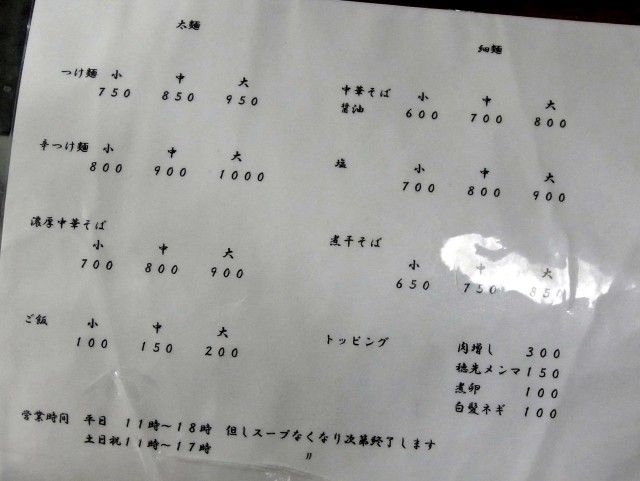 太麺
つけ麺 小 中 大
750 850 950
辛つけ麺 小 中 大
800 900 1000
濃厚中華そば
小 中 大
700 800 900
ご飯 小 中 大
100 150 200
細麺
中華そば
醤油
小 中 大
600 700 800
塩 小 中 大
700 800 900
煮干そば
小 中 大
650 750 850
トッピング 肉増し 300
穂先メンマ 150
煮卵 100
白髪ネギ 100
営業時間 平日 11時～18時 但しスープなくなり次第終了します
土日祝11時～17時 〃